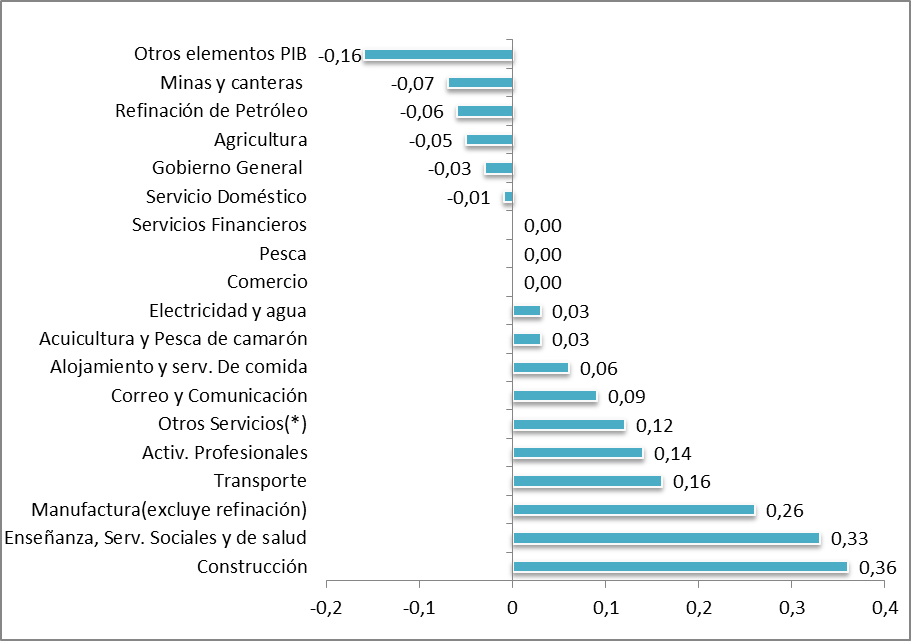 Otros elementos PIB -0,16
Minas y canteras -0,07
Refinación de Petróleo -0,06
Agricultura -0,05
Gobierno General -0,03
Servicio Doméstico -0,01
Servicios Financieros 0,00
Pesca 0,00
Comercio 0,00
Electricidad y agua 0,03
Acuicultura y Pesca de camarón 0,03
Alojamiento y serv. De comida 0,06
Correo y Comunicación 0,09
Otros Servicios(*) 0,12
Activ. Profesionales 0,14
Transporte 0,16
Manufactura(excluye refinación) 0,26
Enseñanza, Serv. Sociales y de salud 0,33
Construcción 0,36
-0,2 -0,1 0 0,1 0,2 0,3 0,4